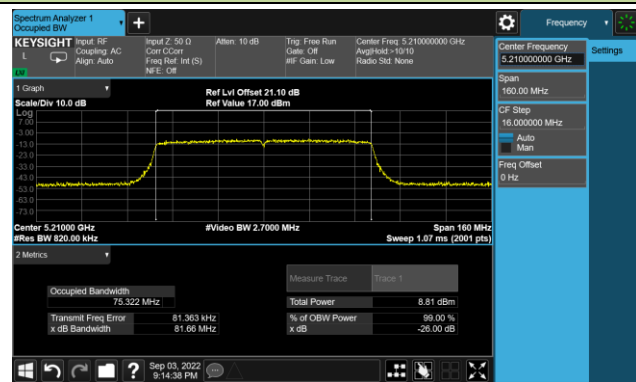 Spectrum Analyzer 1
Occupied BW
+
Frequency
KEYSIGHT
L
Input: RF
Coupling: AC
Align: Auto
Input Z: 50 Ω
Corr CCorr
Freq Ref: Int (S)
NFE: Off
Atten: 10 dB
Trig: Free Run
Gate: Off
#IF Gain: Low
Center Freq: 5.210000000 GHz
Avg|Hold:>10/10
Radio Std: None
Center Frequency
5.210000000 GHz
Settings
Span
160.00 MHz
CF Step
16.000000 MHz
Auto
Man
Freq Offset
0 Hz
1 Graph
Scale/Div 10.0 dB
Ref Lvl Offset 21.10 dB
Ref Value 17.00 dBm
Log
7.00
-3.00
-13.0
-23.0
-33.0
-43.0
-53.0
-63.0
-73.0
Center 5.21000 GHz
#Res BW 820.00 kHz
#Video BW 2.7000 MHz
Span 160 MHz
Sweep 1.07 ms (2001 pts)
2 Metrics
Measure Trace
Trace 1
Occupied Bandwidth
75.322 MHz
Total Power
8.81 dBm
Transmit Freq Error
81.363 kHz
% of OBW Power
99.00 %
x dB Bandwidth
81.66 MHz
x dB
-26.00 dB
?
Sep 03, 2022
9:14:38 PM